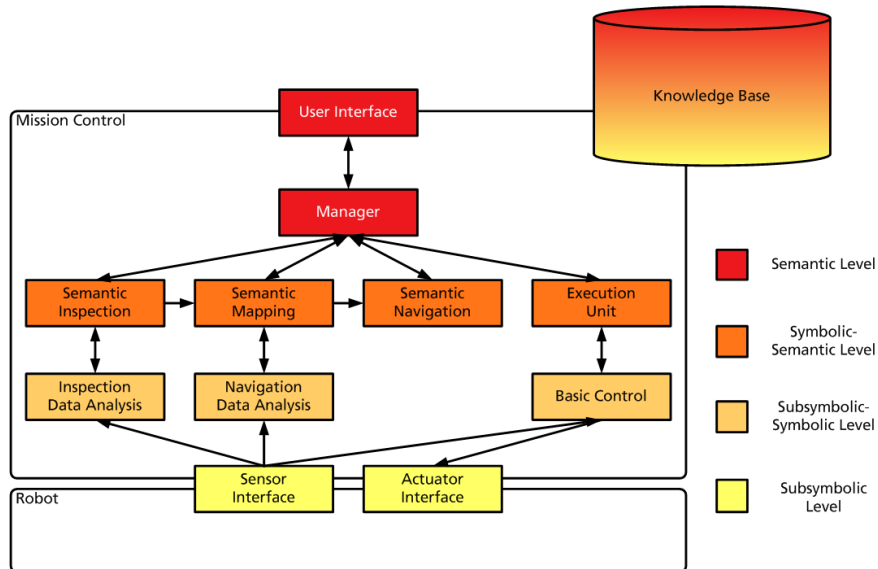 Knowledge Base
User Interface
Mission Control
Manager
Semantic Level
Semantic
Inspection
Semantic
Mapping
Semantic
Navigation
Execution
Unit
Symbolic-
Semantic Level
Inspection
Data Analysis
Navigation
Data Analysis
Basic Control
Subsymbolic-
Symbolic Level
Sensor
Interface
Actuator
Interface
Subsymbolic
Level
Robot